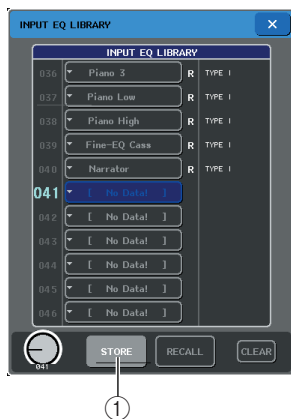 INPUT EQ LIBRARY ×
INPUT EQ LIBRARY
036 Piano 3 R TYPE I
037 Piano Low R TYPE I
038 Piano High R TYPE I
039 Fine-EQ Cass R TYPE I
040 Narrator R TYPE I
041 [ No Data! ]
042 [ No Data! ]
043 [ No Data! ]
044 [ No Data! ]
045 [ No Data! ]
046 [ No Data! ]
041 STORE RECALL CLEAR
1